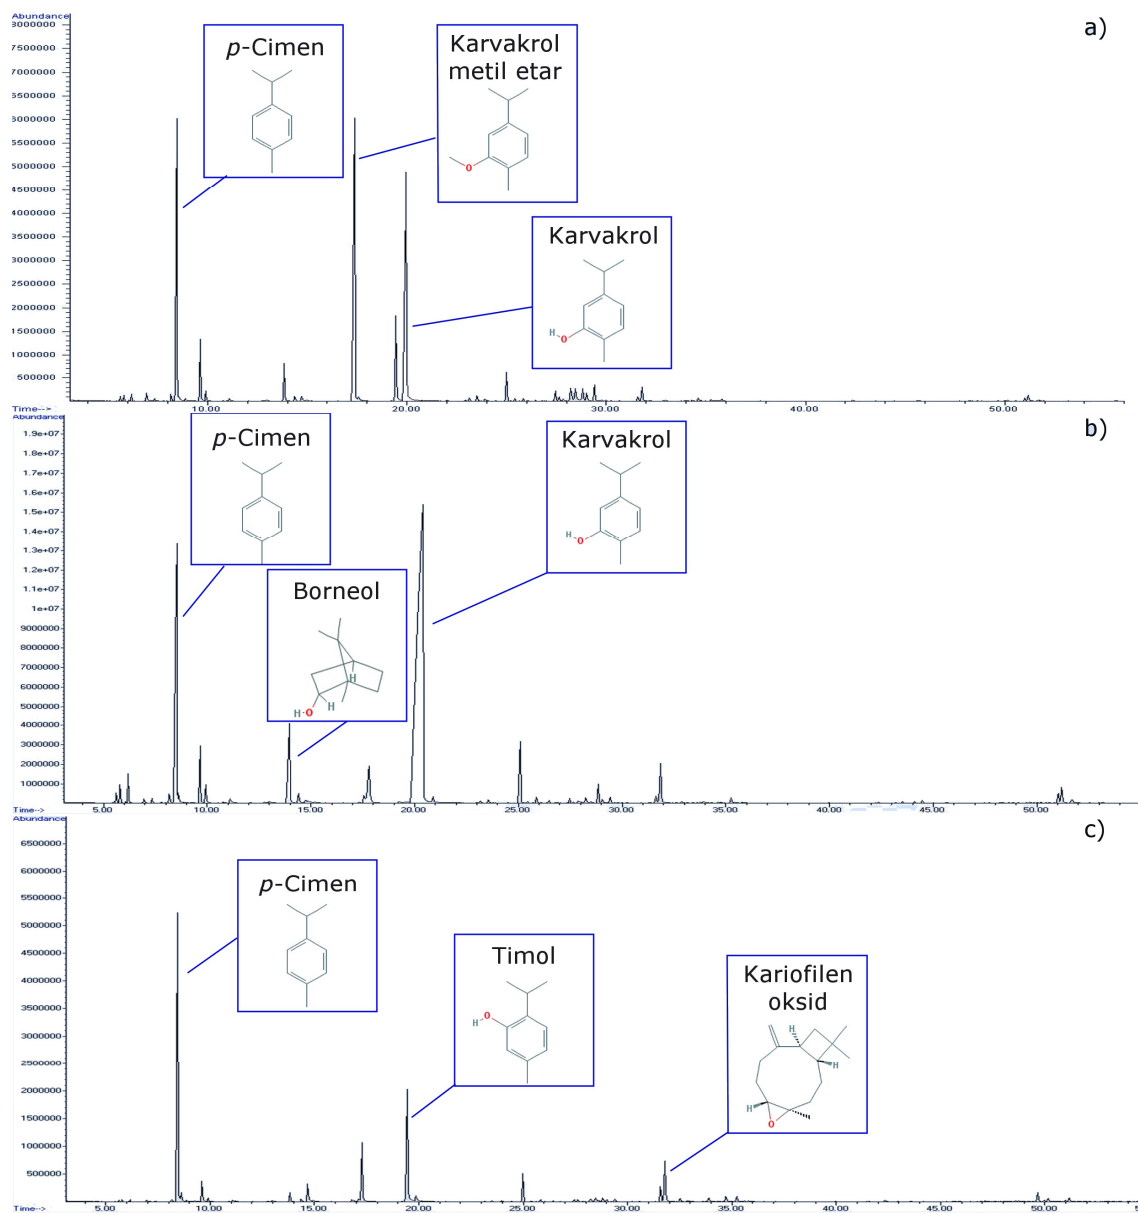 Abundance
a)
8000000
7500000
7000000
6500000
6000000
5500000
5000000
4500000
4000000
3500000
3000000
2500000
2000000
1500000
1000000
500000
p-Cimen
Karvakrol
metil etar
O
Karvakrol
H
O
Time-->
10.00 20.00 30.00 40.00 50.00
Abundance
b)
1.9e+07
1.8e+07
1.7e+07
1.6e+07
1.5e+07
1.4e+07
1.3e+07
1.2e+07
1.1e+07
1e+07
9000000
8000000
7000000
6000000
5000000
4000000
3000000
2000000
1000000
p-Cimen
Karvakrol
H
O
Borneol
H
H
H-O
Time-->
5.00 10.00 15.00 20.00 25.00 30.00 35.00 40.00 45.00 50.00
Abundance
c)
6500000
6000000
5500000
5000000
4500000
4000000
3500000
3000000
2500000
2000000
1500000
1000000
500000
p-Cimen
Timol
H
O
Kariofilen
oksid
H
H
H
O
Time-->
5.00 10.00 15.00 20.00 25.00 30.00 35.00 40.00 45.00 50.00